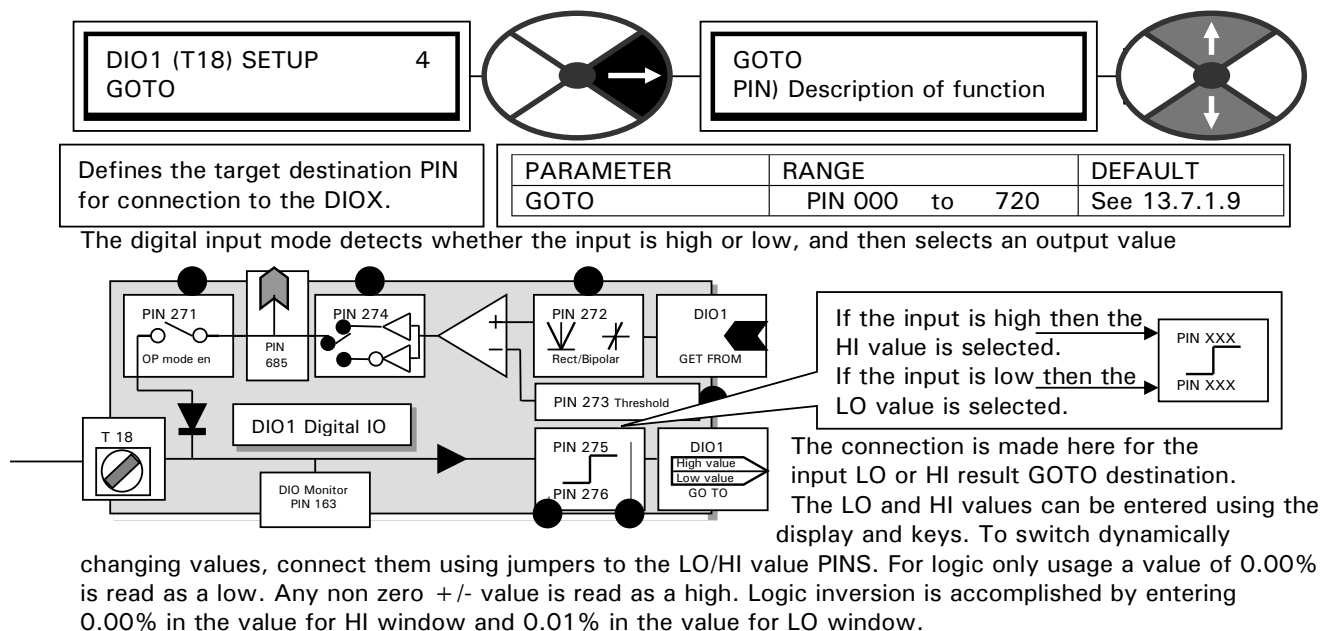 DIO1 (T18) SETUP 4
GOTO
GOTO
PIN) Description of function
Defines the target destination PIN
for connection to the DIOX.
PARAMETER RANGE DEFAULT
GOTO PIN 000 to 720 See 13.7.1.9
The digital input mode detects whether the input is high or low, and then selects an output value
PIN 271
OP mode en
PIN
685
PIN 274
+
−
PIN 272
Rect/Bipolar
DIO1
GET FROM
PIN 273 Threshold
T 18
DIO1 Digital IO
DIO Monitor
PIN 163
PIN 275
PIN 276
DIO1
High value
Low value
GO TO
If the input is high then the
HI value is selected.
If the input is low then the
LO value is selected.
PIN XXX
PIN XXX
The connection is made here for the
input LO or HI result GOTO destination.
The LO and HI values can be entered using the
display and keys. To switch dynamically
changing values, connect them using jumpers to the LO/HI value PINS. For logic only usage a value of 0.00%
is read as a low. Any non zero +/- value is read as a high. Logic inversion is accomplished by entering
0.00% in the value for HI window and 0.01% in the value for LO window.